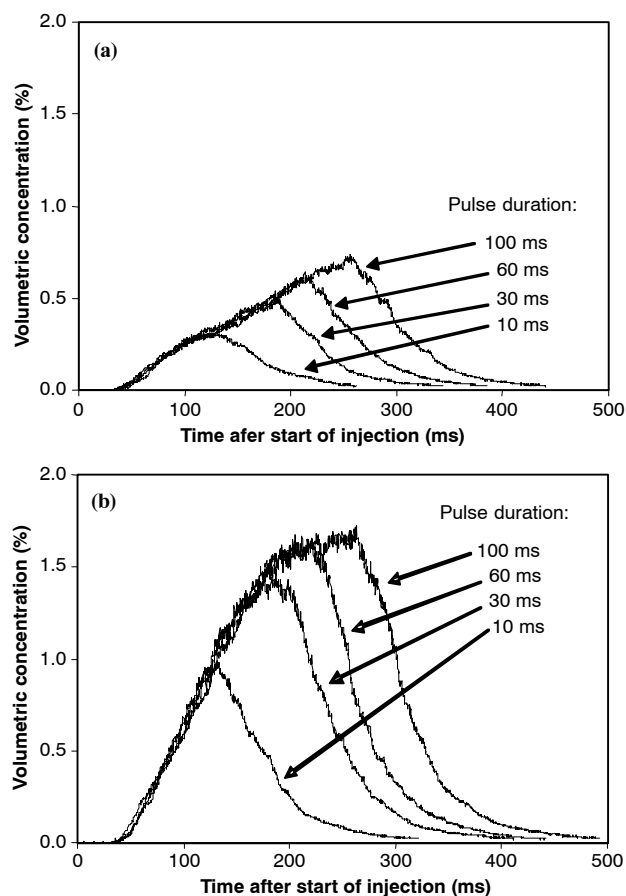 2.0
(a)
1.5
1.0
0.5
0.0
Volumetric concentration (%)
Pulse duration:
100 ms
60 ms
30 ms
10 ms
0 100 200 300 400 500
Time afer start of injection (ms)
2.0
(b)
1.5
1.0
0.5
0.0
Volumetric concentration (%)
Pulse duration:
100 ms
60 ms
30 ms
10 ms
0 100 200 300 400 500
Time after start of injection (ms)